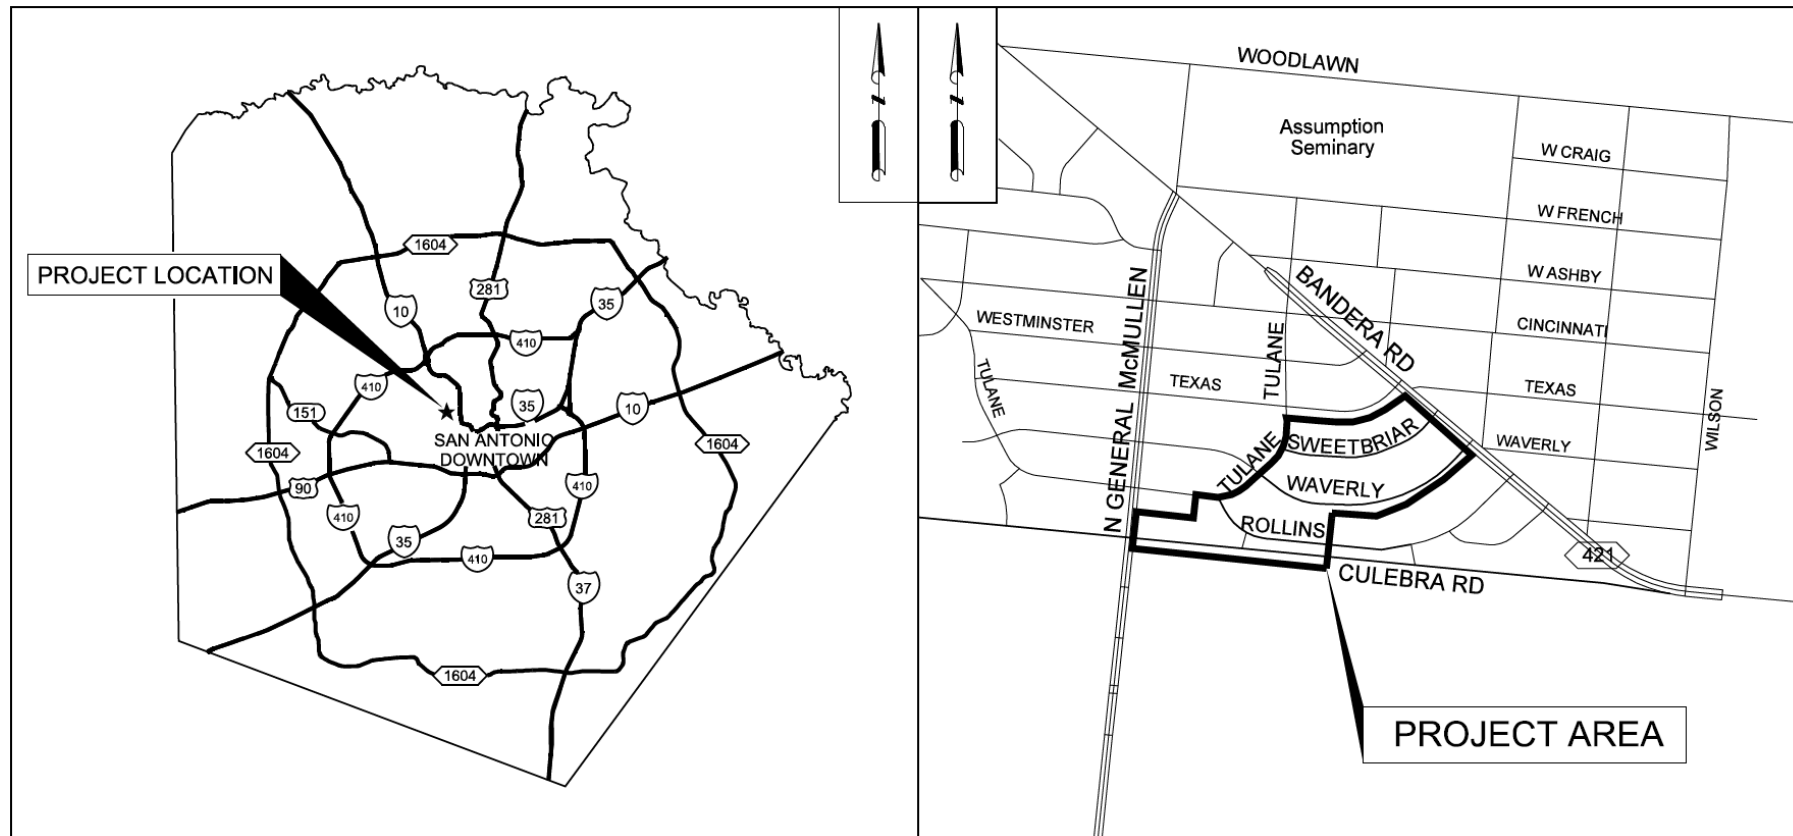 1604
PROJECT LOCATION
281
10
35
410
410
151
35
10
SAN ANTONIO
DOWNTOWN
1604
1604
90
410
410
281
35
410
37
1604
N
N
WOODLAWN
Assumption
Seminary
W CRAIG
W FRENCH
W ASHBY
BANDERA RD
N GENERAL McMULLEN
WESTMINSTER
CINCINNATI
TULANE
TULANE
TEXAS
TEXAS
WILSON
SWEETBRIAR
WAVERLY
TULANE
WAVERLY
ROLLINS
421
CULEBRA RD
PROJECT AREA